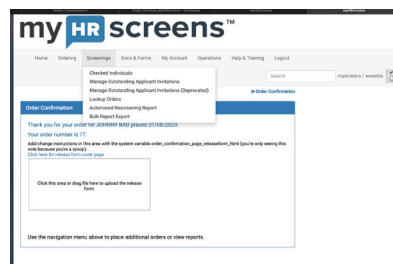 my HR screens™
Home Ordering Screenings Docs & Forms My Account Operations Help & Training Logout
Checked Individuals
Manage Outstanding Applicant Invitations
Manage Outstanding Applicant Invitations (Deprecated)
Lookup Orders
Automated Rescreening Report
Bulk Report Export
Search
myscreens /
Order Confirmation
Order Confirmation
Thank you for your order for JOHNNY BAD placed 01/08/2020.
Your order number is 77.
Add/change instructions in this area with the system variable order_confirmation_page_releaseform_html (you're only seeing this
note because you're a sysop).
Click here for release form cover page
Click this area or drag
file here to upload the release
form.
Use the navigation menu above to place additional orders or view reports.